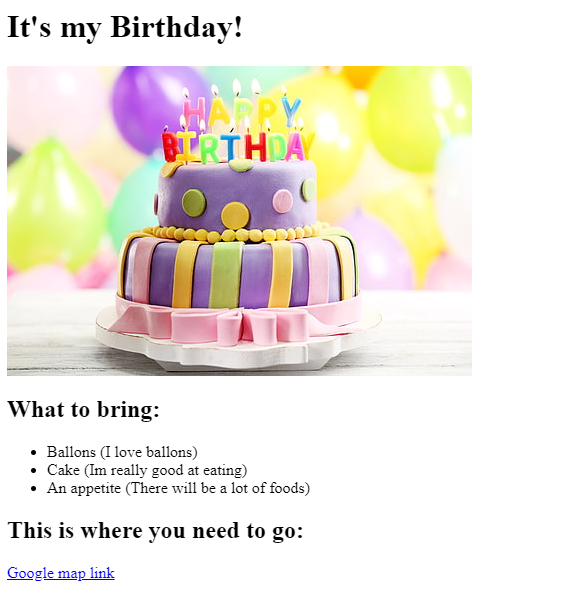 It's my Birthday!
HAPPY
BIRTHDAY
What to bring:
Ballons (I love ballons)
Cake (Im really good at eating)
An appetite (There will be a lot of foods)
This is where you need to go:
Google map link